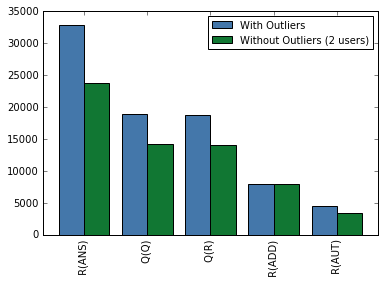 35000
30000
25000
20000
15000
10000
5000
0
With Outliers
Without Outliers (2 users)
R(ANS)
Q(Q)
Q(R)
R(ADD)
R(AUT)